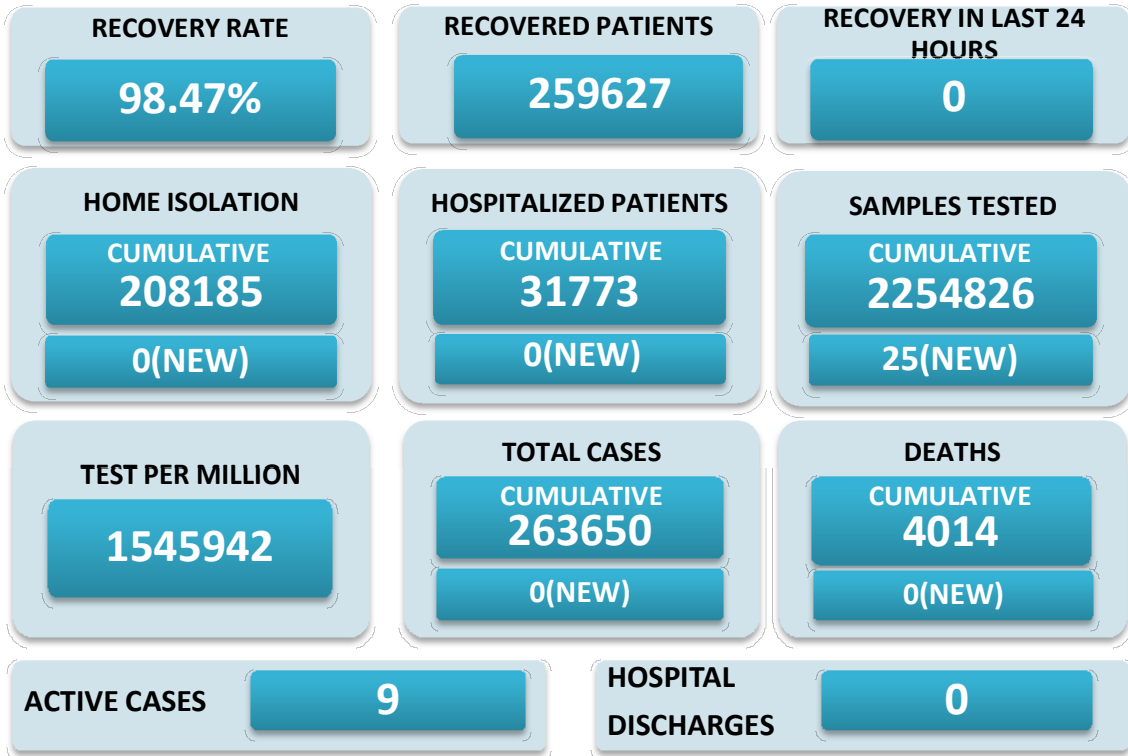 RECOVERY RATE
98.47%
RECOVERED PATIENTS
259627
RECOVERY IN LAST 24
HOURS
0
HOME ISOLATION
CUMULATIVE
208185
0(NEW)
HOSPITALIZED PATIENTS
CUMULATIVE
31773
0(NEW)
SAMPLES TESTED
CUMULATIVE
2254826
25(NEW)
TEST PER MILLION
1545942
TOTAL CASES
CUMULATIVE
263650
0(NEW)
DEATHS
CUMULATIVE
4014
0(NEW)
ACTIVE CASES
9
HOSPITAL
DISCHARGES
0